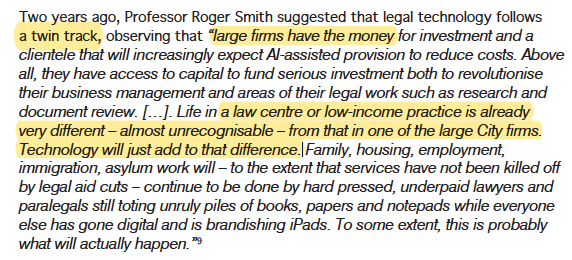 Two years ago, Professor Roger Smith suggested that legal technology follows
a twin track, observing that “large firms have the money for investment and a
clientele that will increasingly expect AI-assisted provision to reduce costs. Above
all, they have access to capital to fund serious investment both to revolutionise
their business management and areas of their legal work such as research and
document review. […]. Life in a law centre or low-income practice is already
very different – almost unrecognisable – from that in one of the large City firms.
Technology will just add to that difference. Family, housing, employment,
immigration, asylum work will – to the extent that services have not been killed off
by legal aid cuts – continue to be done by hard pressed, underpaid lawyers and
paralegals still toting unruly piles of books, papers and notepads while everyone
else has gone digital and is brandishing iPads. To some extent, this is probably
what will actually happen.”9